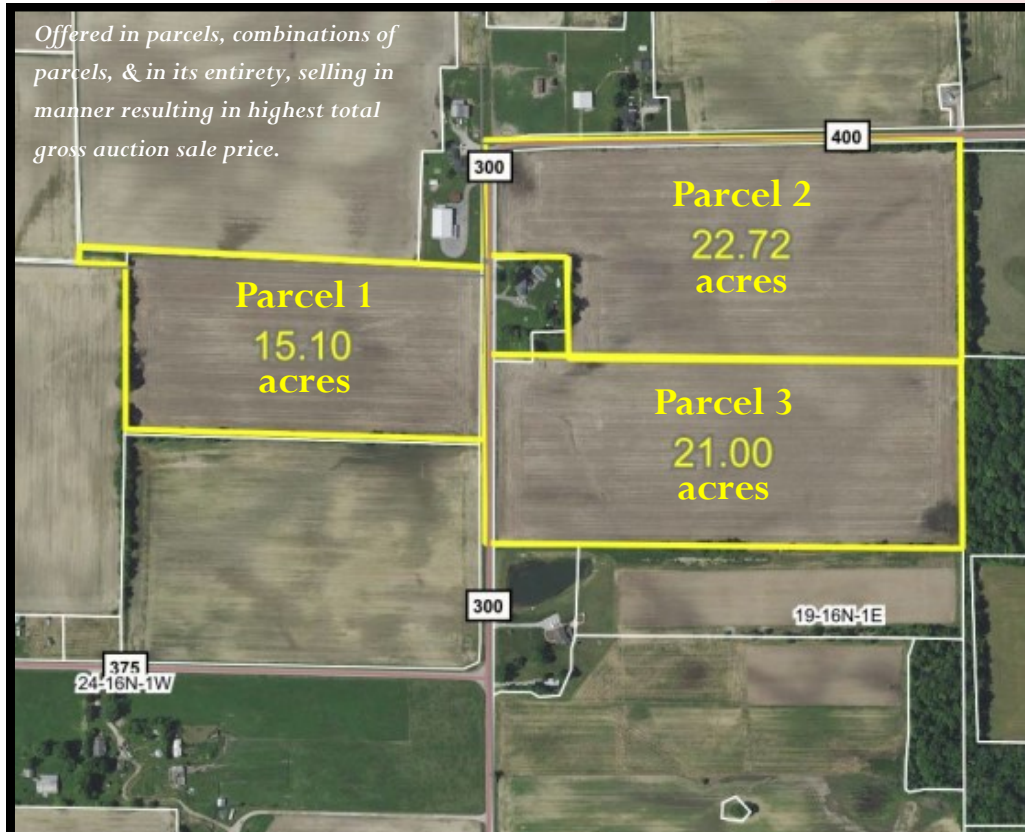 Offered in parcels, combinations of
parcels, & in its entirety, selling in
manner resulting in highest total
gross auction sale price.
400
300
Parcel 2
22.72
acres
Parcel 1
15.10
acres
Parcel 3
21.00
acres
300
19-16N-1E
375
24-16N-1W